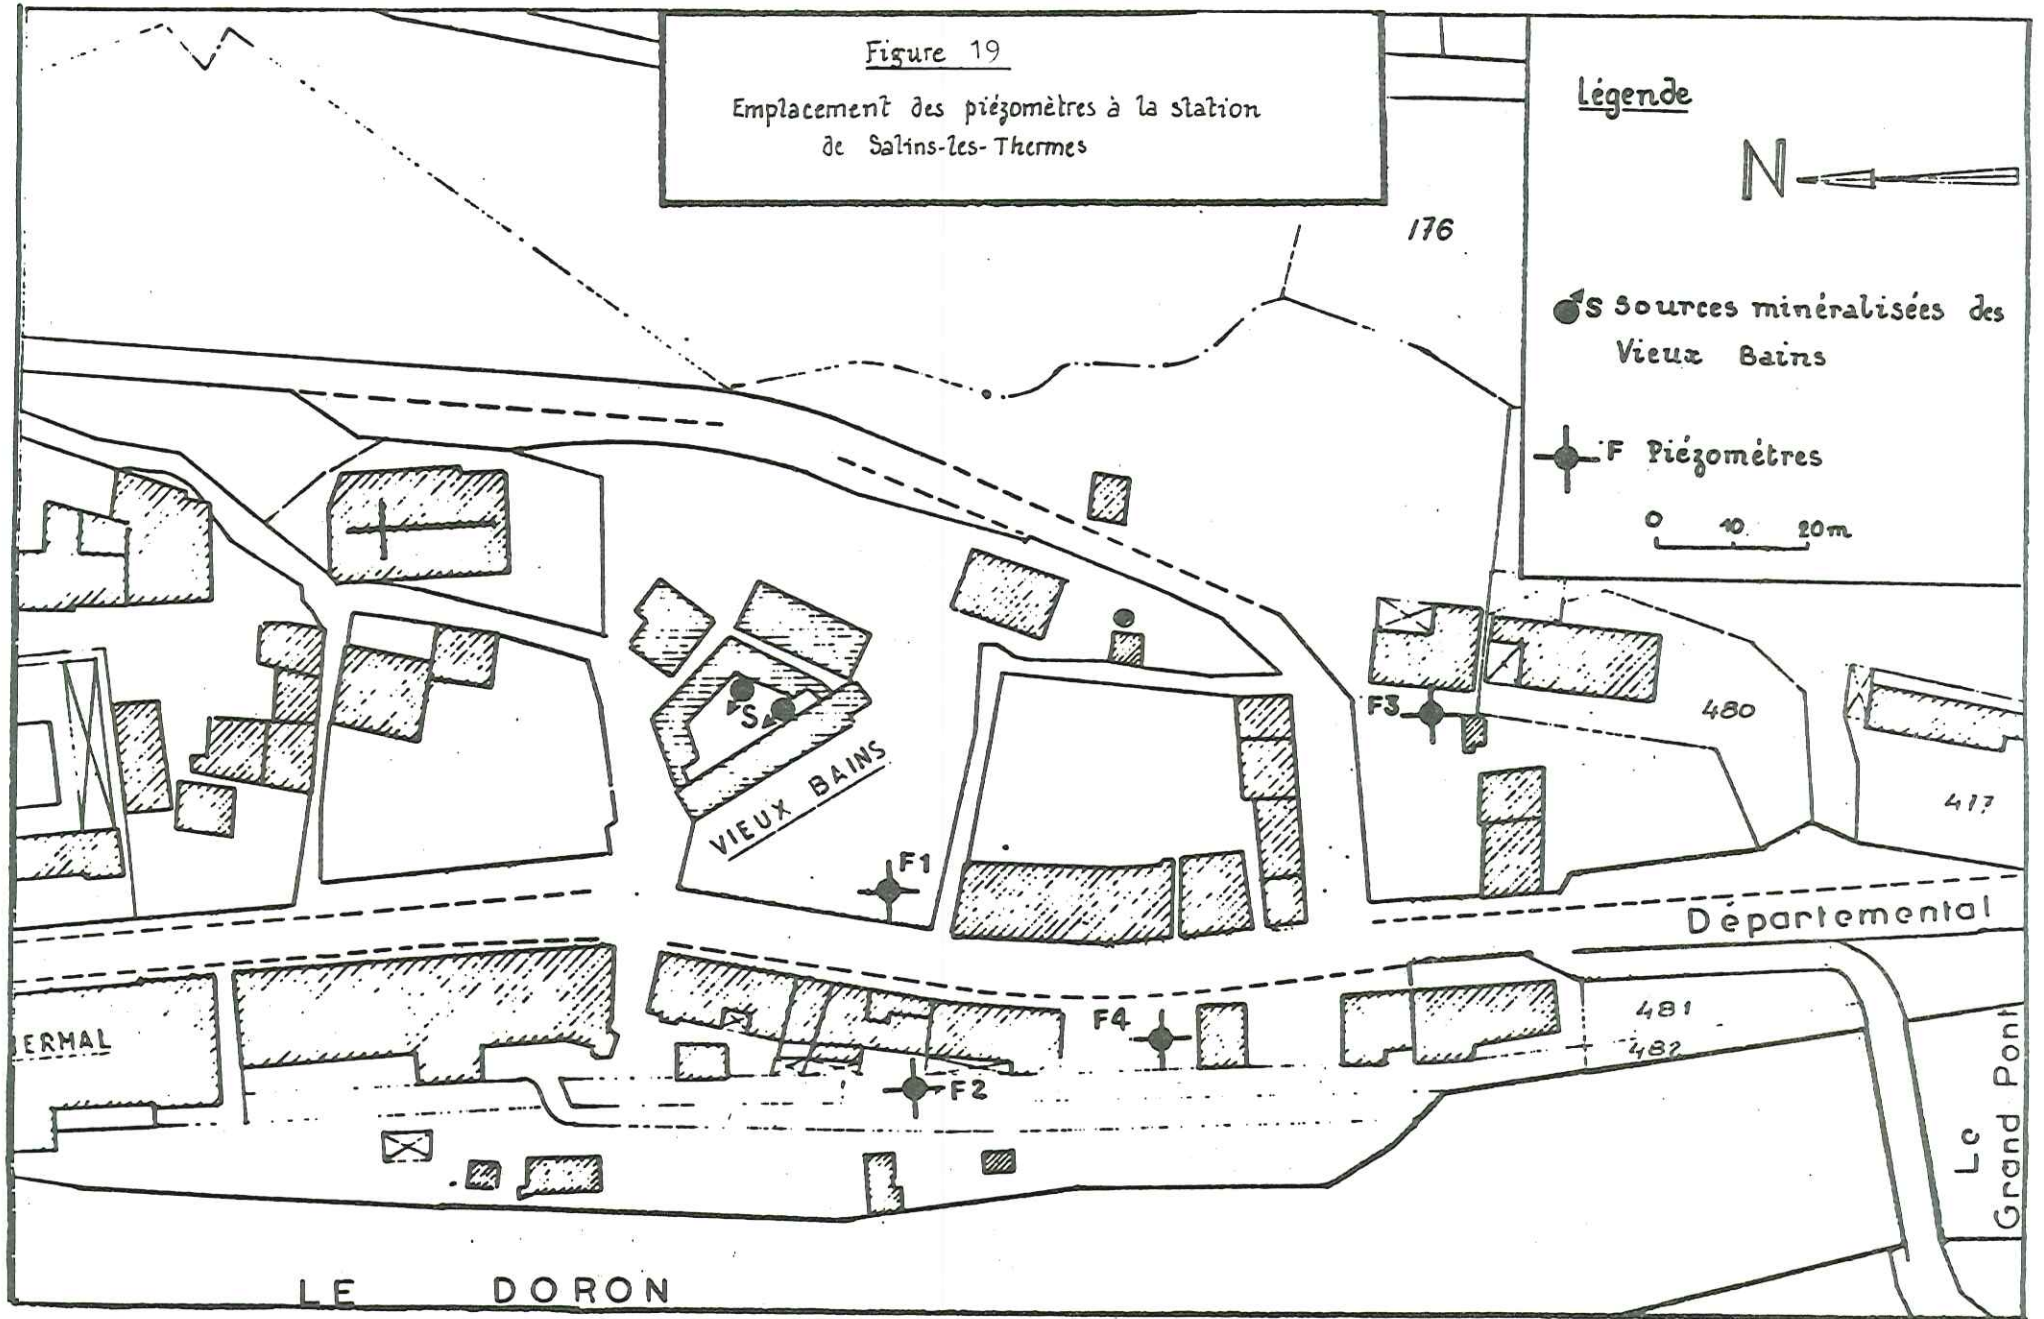 Figure 19
Emplacement des piézomètres à la station
de Salins-les-Thermes
Légende
N
S Sources minéralisées des
Vieux Bains
F Piézomètres
0 10 20m
176
S
VIEUX BAINS
F1
F2
F3
F4
480
417
Départemental
481
482
ERMAL
Le
Grand Pont
LE DORON